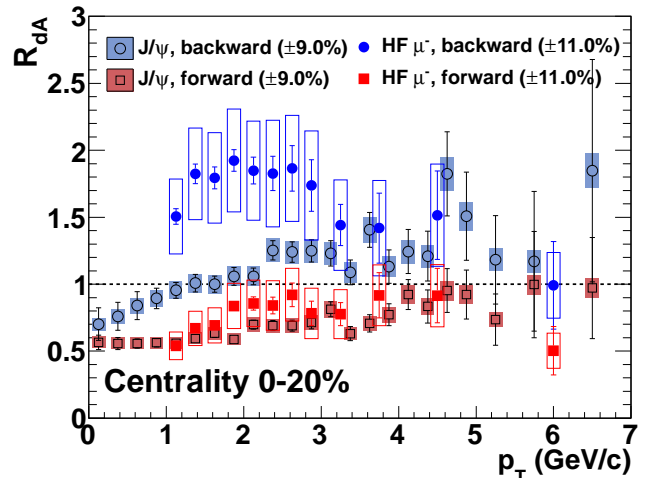 R_dA
3
2.5
2
1.5
1
0.5
0
J/ψ, backward (±9.0%)
HF μ⁻, backward (±11.0%)
J/ψ, forward (±9.0%)
HF μ⁻, forward (±11.0%)
Centrality 0-20%
0 1 2 3 4 5 6 7
p_T (GeV/c)